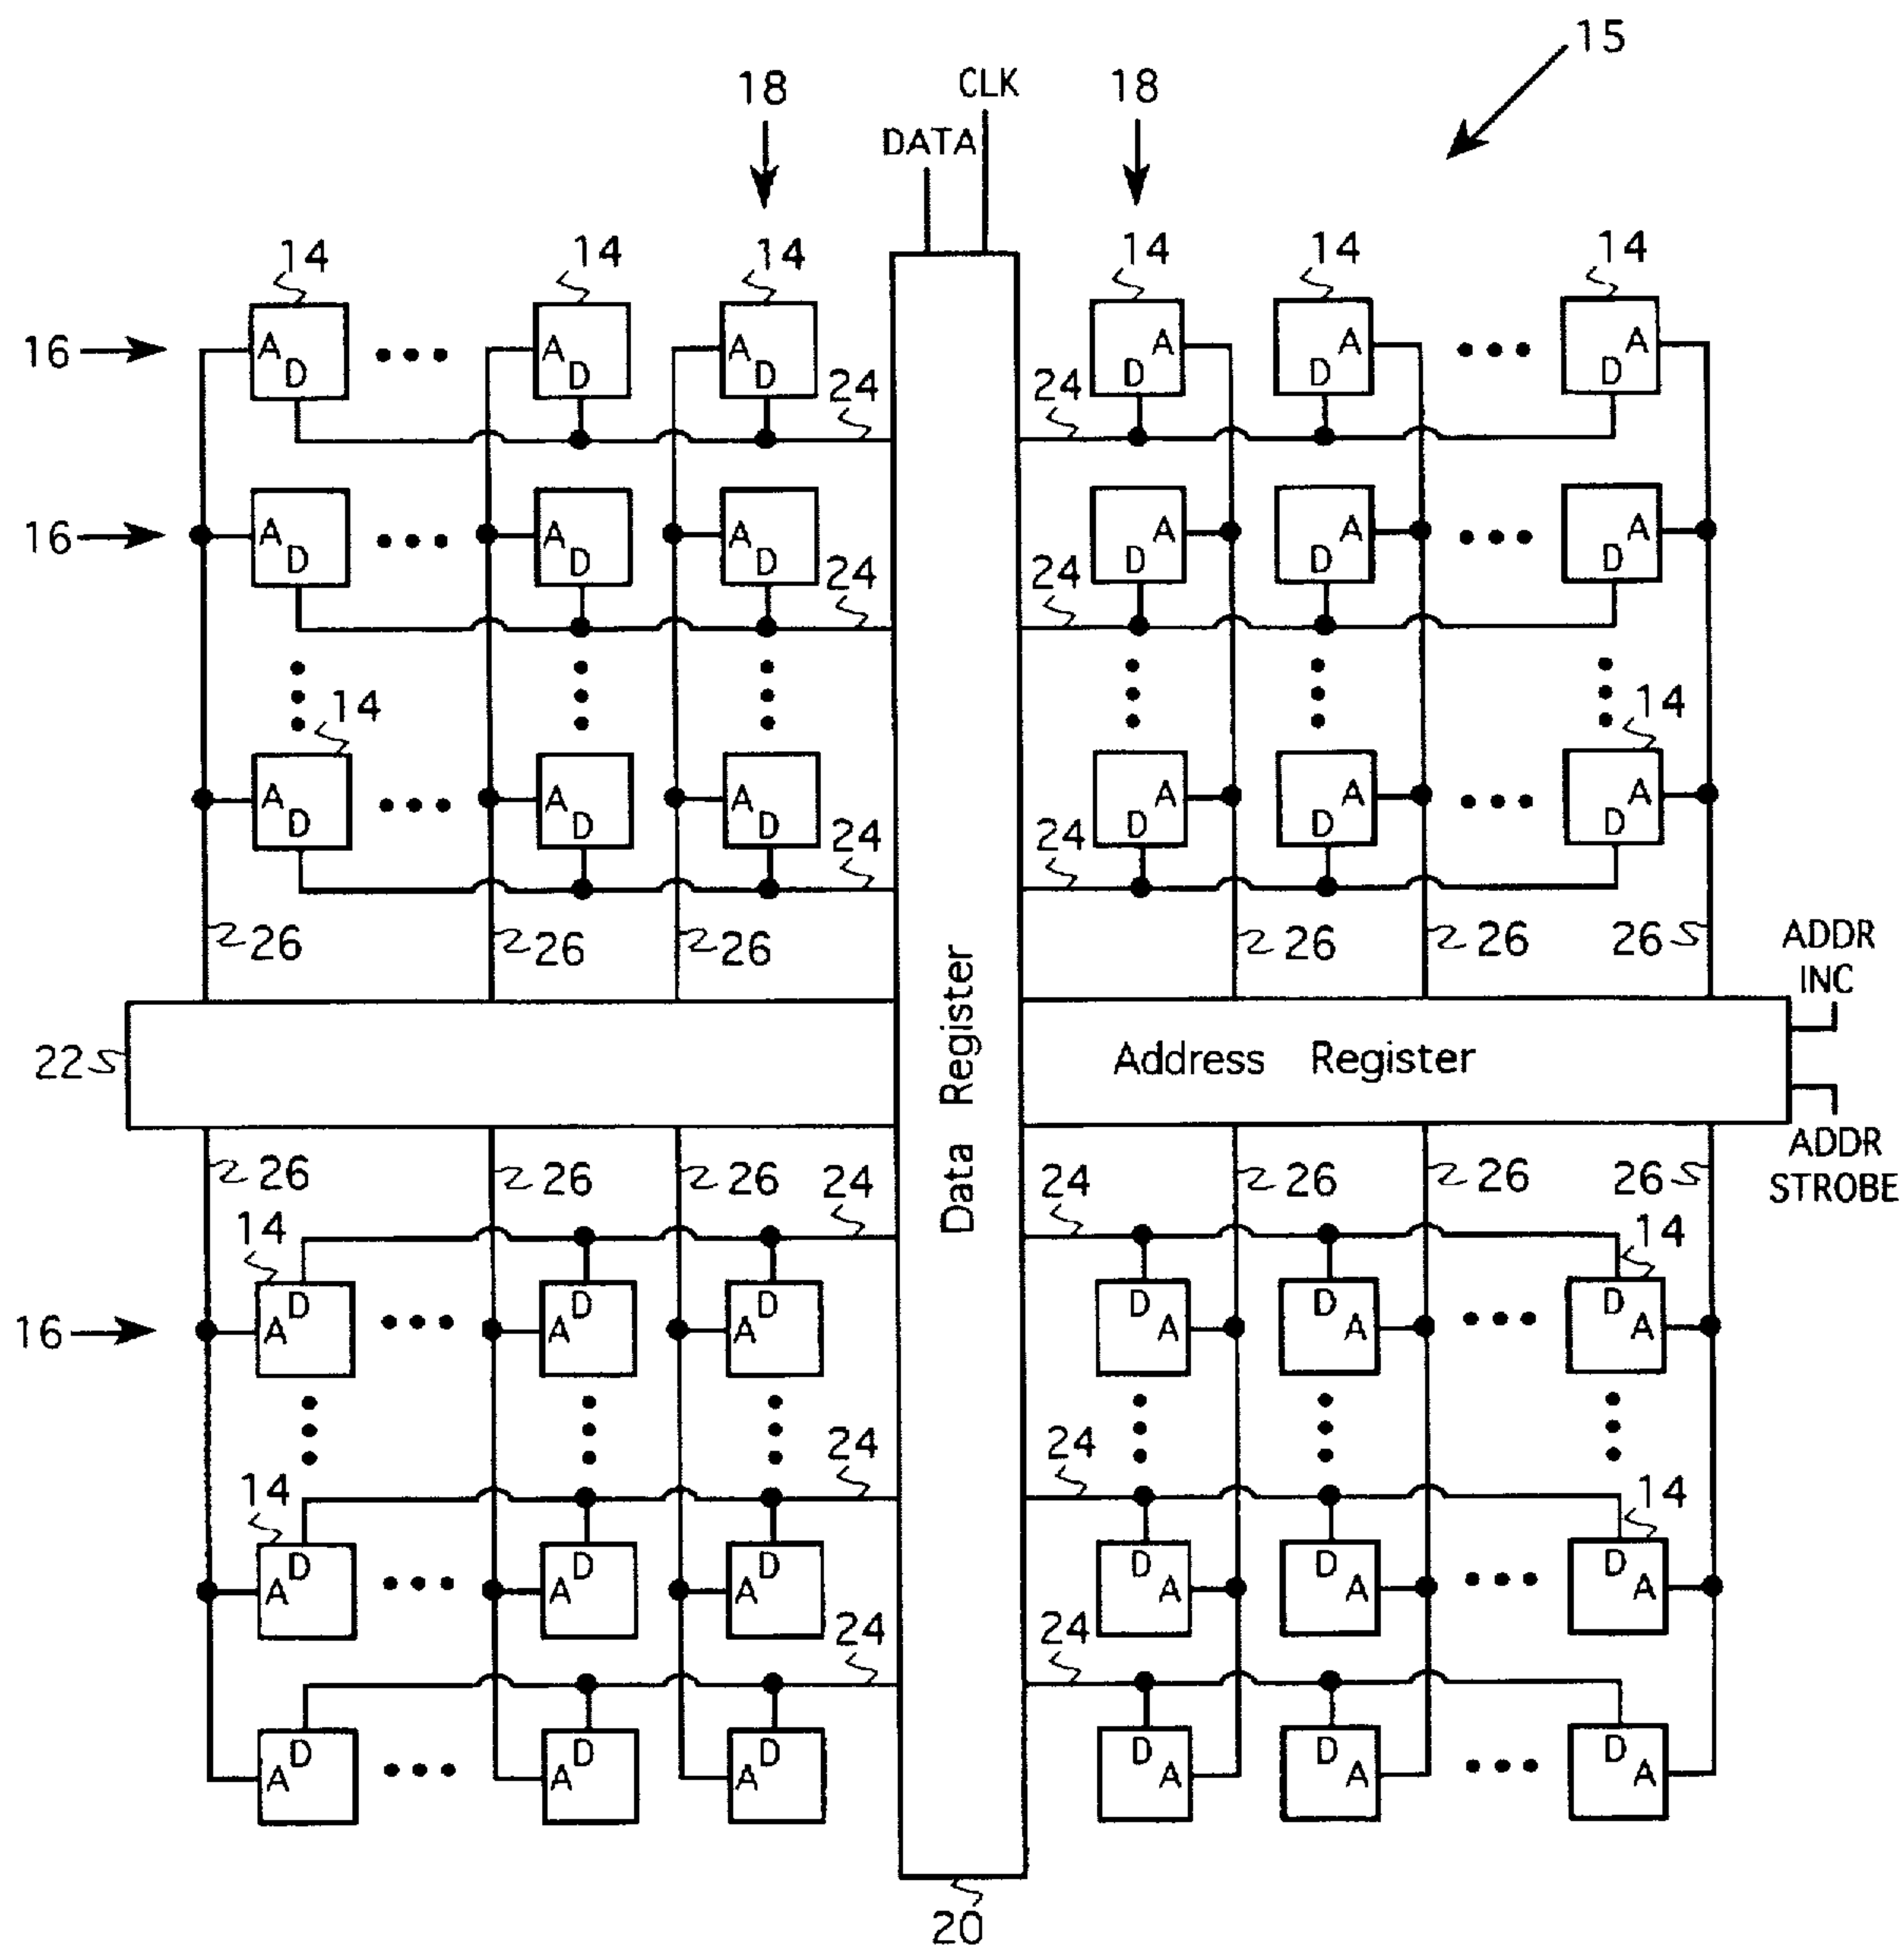 15
18 CLK 18
DATA
14 14 14 14 14 14
16 A A A A A A
D D D D D D
24 24
16 A A A A A A
D D D D D D
24 24
14 14
A A A A A A
D D D D D D
24 24
26 26 26 26 26 26
ADDR
INC
22
Data Register
Address Register
ADDR
STROBE
26 26 26 26 26 26
24 24
14 14
D D D D D D
16 A A A A A A
24 24
14 14
D D D D D D
A A A A A A
24 24
D D D D D D
A A A A A A
20